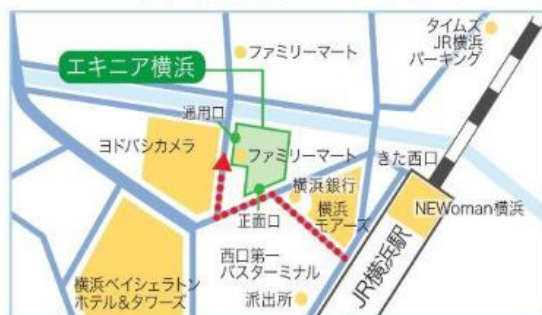 タイムズ
JR横浜
パーキング
ファミリーマート
エキニア横浜
通用口
ヨドバシカメラ
ファミリーマート
きた西口
横浜銀行
NEWoman横浜
横浜
モアーズ
正面口
西口第一
バスターミナル
JR横浜駅
横浜ベイシェラトン
ホテル&タワーズ
派出所